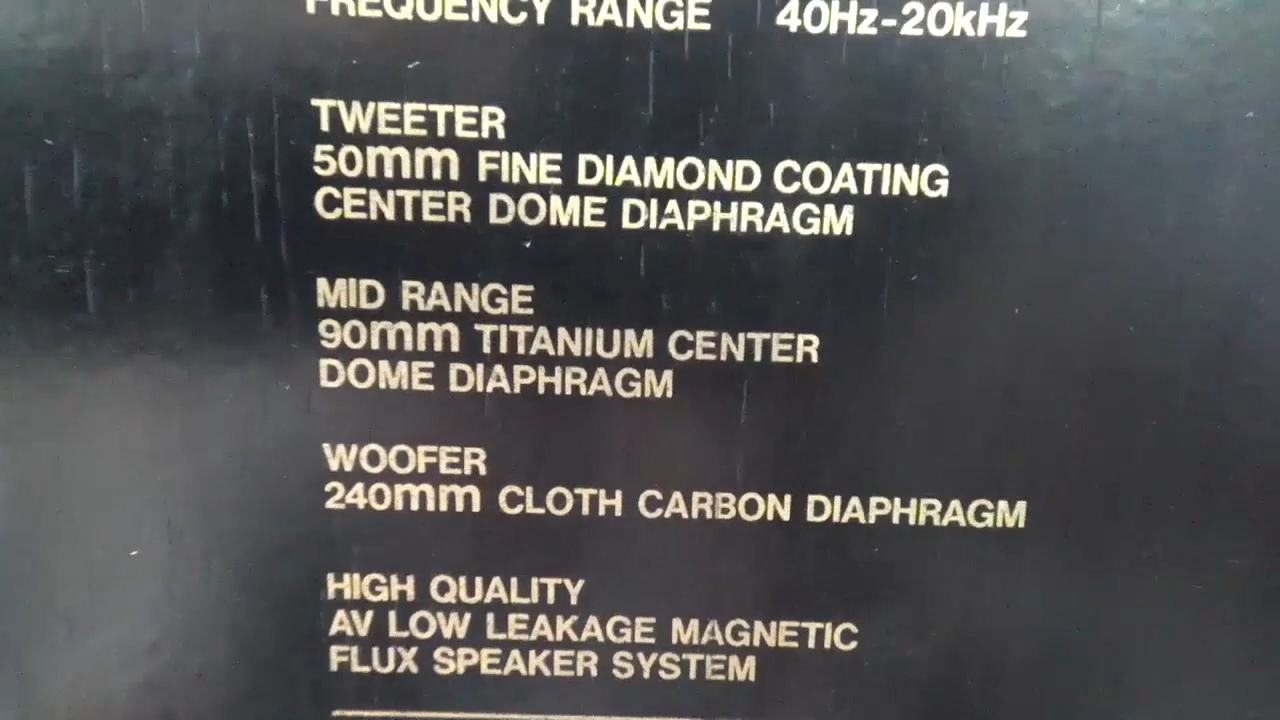 FREQUENCY RANGE 40Hz-20kHz
TWEETER
50mm FINE DIAMOND COATING
CENTER DOME DIAPHRAGM
MID RANGE
90mm TITANIUM CENTER
DOME DIAPHRAGM
WOOFER
240mm CLOTH CARBON DIAPHRAGM
HIGH QUALITY
AV LOW LEAKAGE MAGNETIC
FLUX SPEAKER SYSTEM